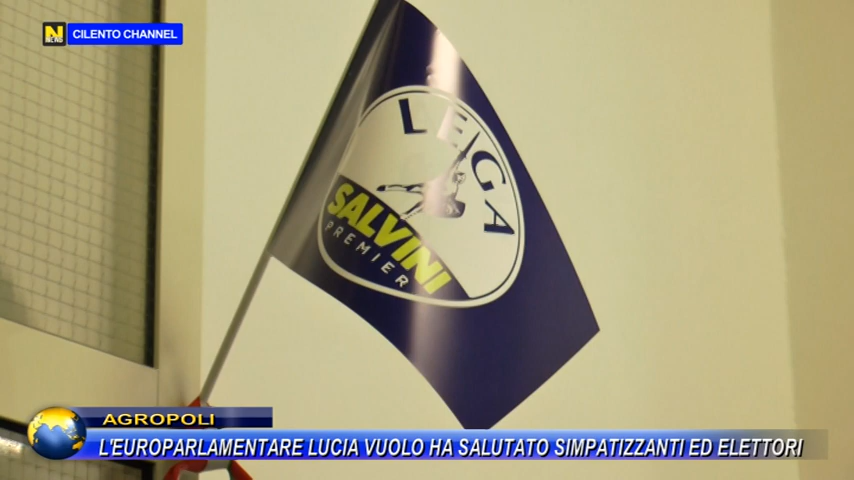 CILENTO CHANNEL
LEGA
SALVINI
PREMIER
AGROPOLI
L'EUROPARLAMENTARE LUCIA VUOLO HA SALUTATO SIMPATIZZANTI ED ELETTORI